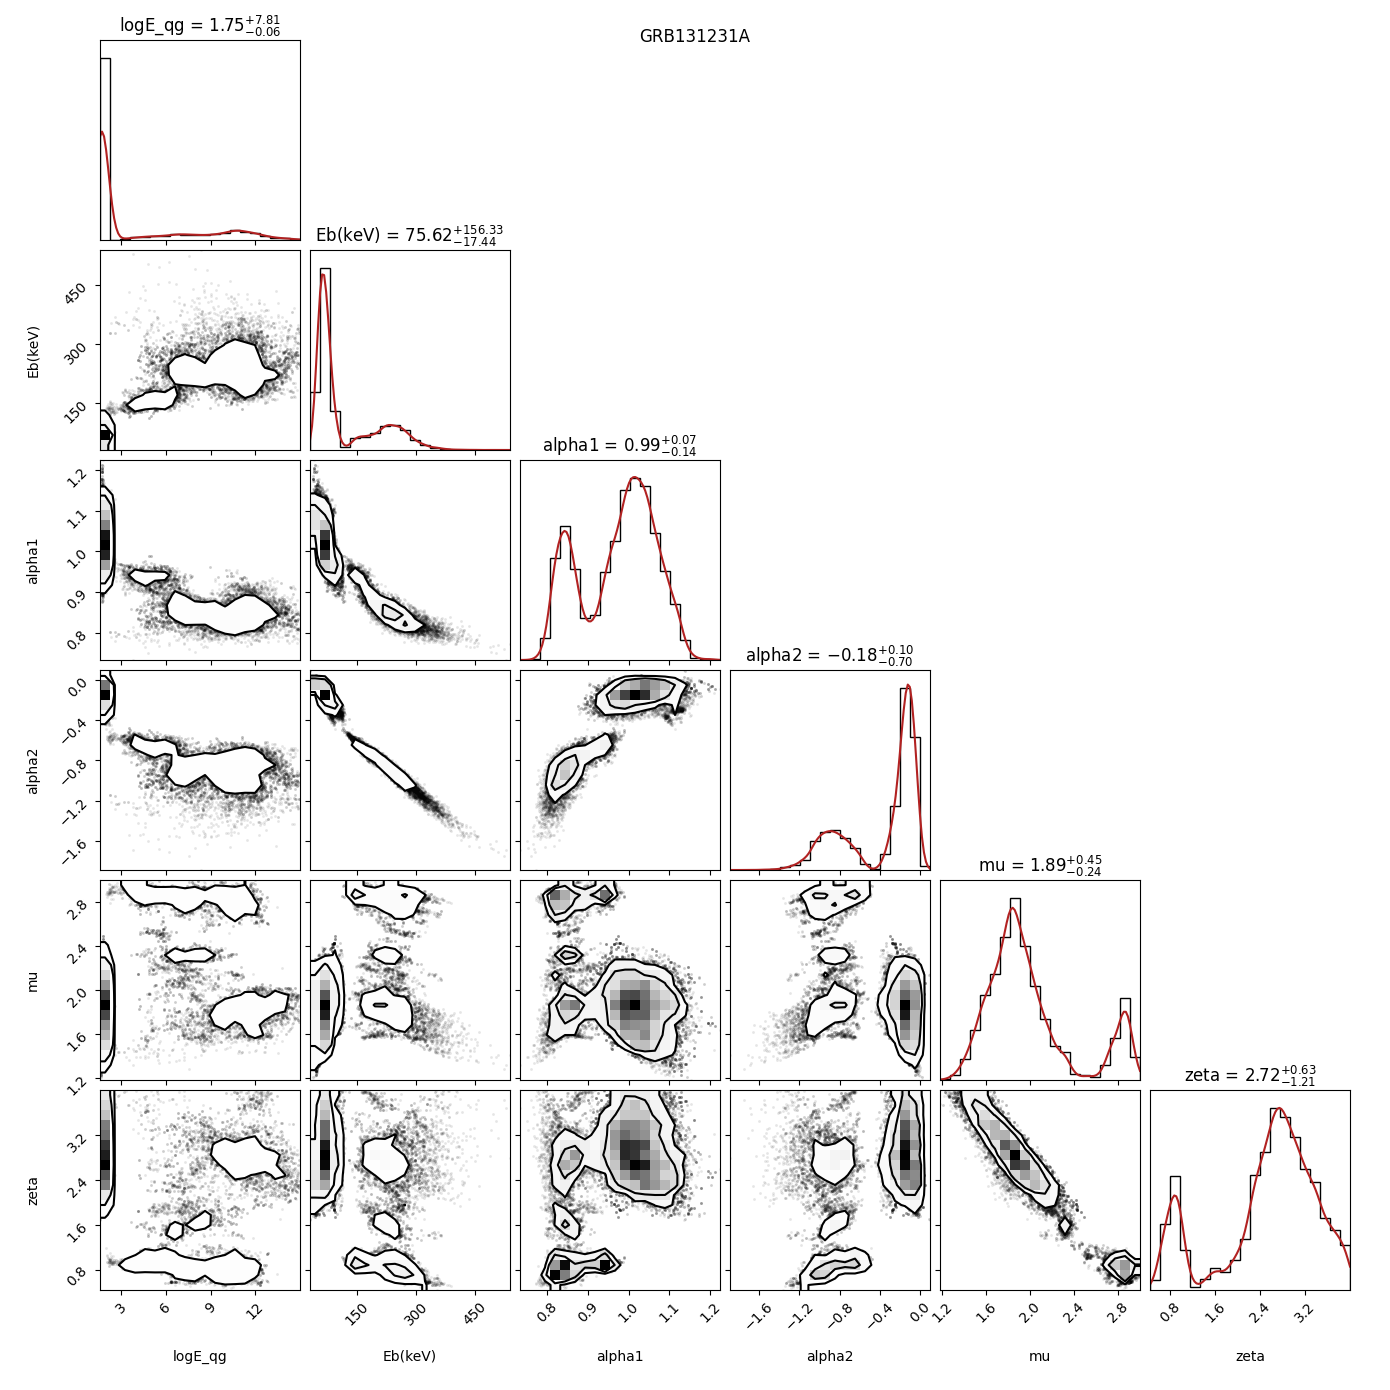 GRB131231A
logE_qg = 1.75+7.81−0.06
Eb(keV) = 75.62+156.33−17.44
450
300
150
Eb(keV)
alpha1 = 0.99+0.07−0.14
1.2
1.1
1.0
0.9
0.8
alpha1
alpha2 = −0.18+0.10−0.70
0.0
−0.4
−0.8
−1.2
−1.6
alpha2
mu = 1.89+0.45−0.24
2.8
2.4
2.0
1.6
1.2
mu
zeta = 2.72+0.63−1.21
3.2
2.4
1.6
0.8
zeta
3 6 9 12
150 300 450
0.8 0.9 1.0 1.1 1.2
−1.6 −1.2 −0.8 −0.4 0.0
1.2 1.6 2.0 2.4 2.8
0.8 1.6 2.4 3.2
logE_qg Eb(keV) alpha1 alpha2 mu zeta